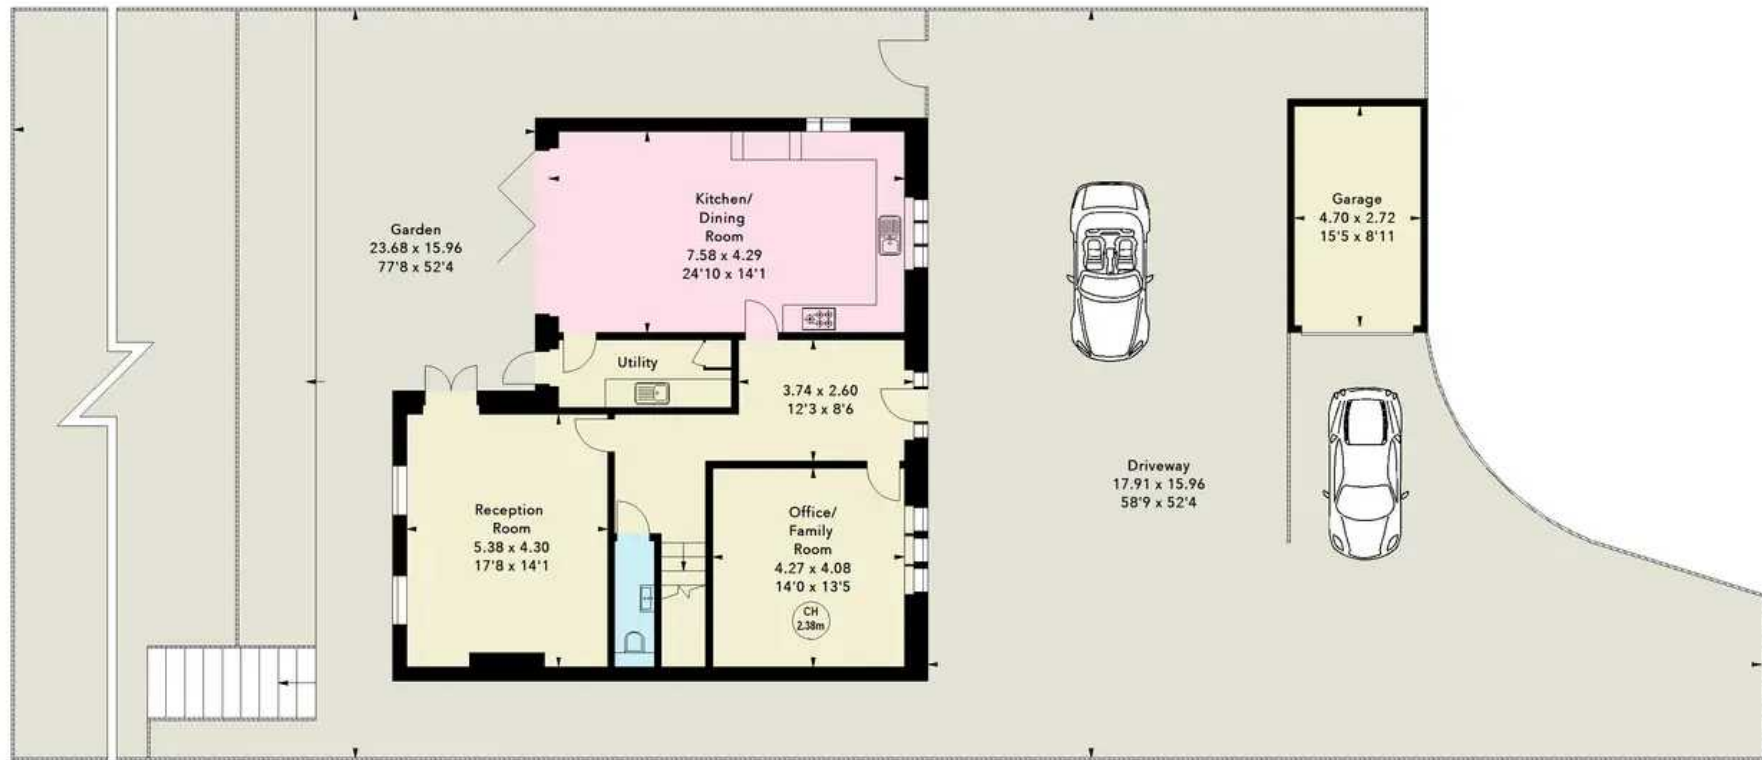 Garden
23.68 x 15.96
77'8 x 52'4
Kitchen/
Dining
Room
7.58 x 4.29
24'10 x 14'1
Garage
4.70 x 2.72
15'5 x 8'11
Utility
3.74 x 2.60
12'3 x 8'6
Reception
Room
5.38 x 4.30
17'8 x 14'1
Office/
Family
Room
4.27 x 4.08
14'0 x 13'5
CH
2.38m
Driveway
17.91 x 15.96
58'9 x 52'4